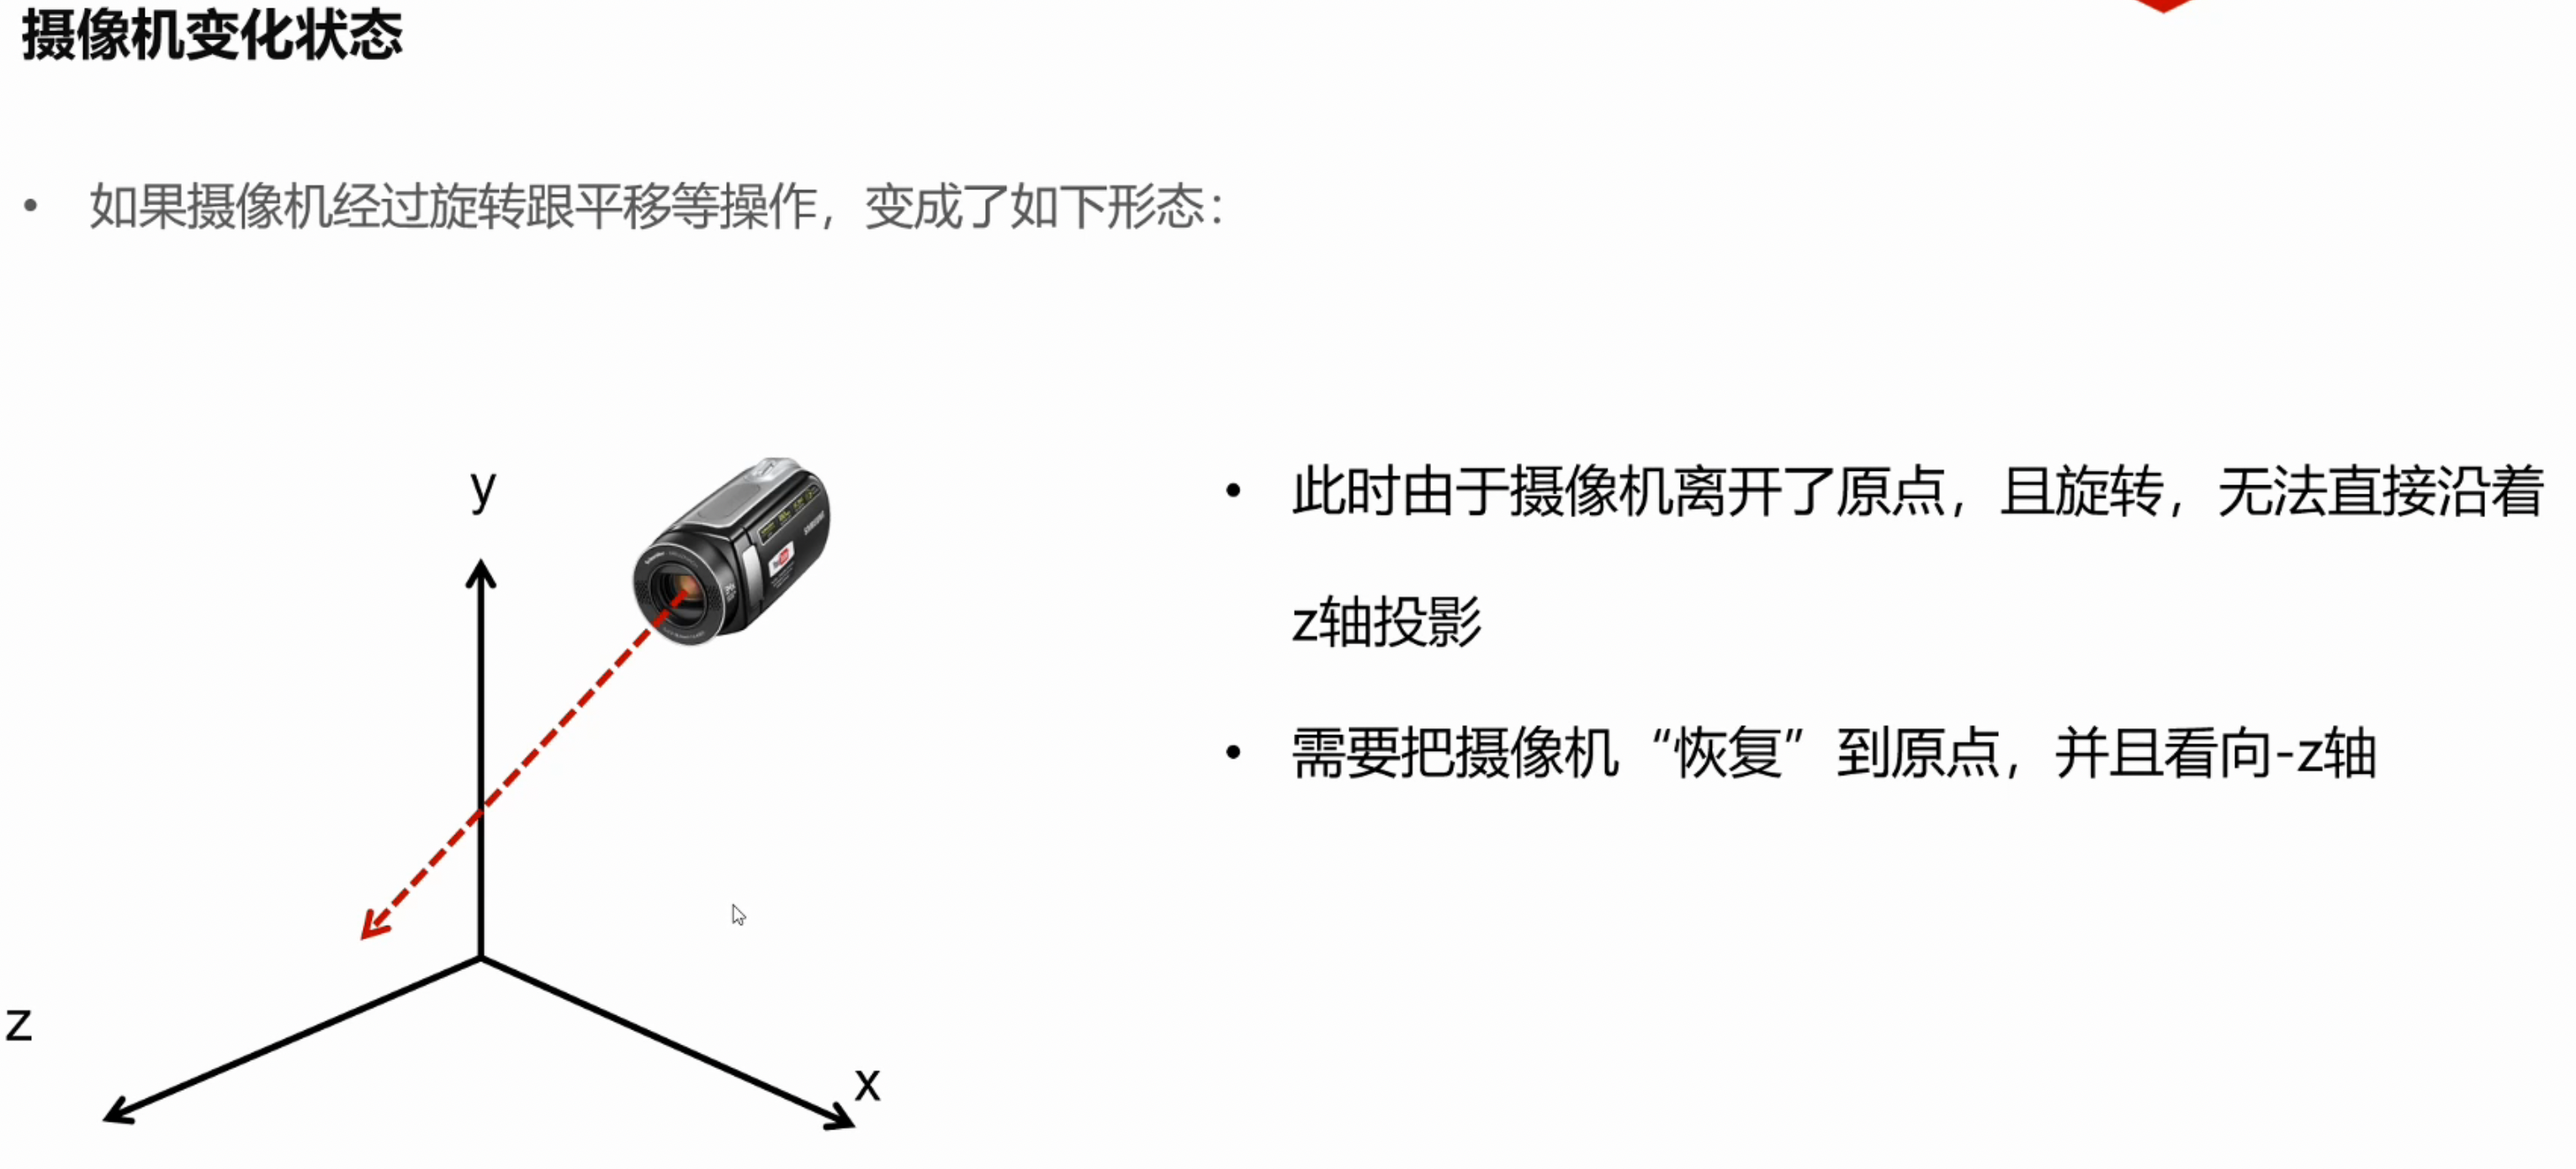 摄像机变化状态
• 如果摄像机经过旋转跟平移等操作，变成了如下形态：
y
z
x
• 此时由于摄像机离开了原点，且旋转，无法直接沿着
z轴投影
• 需要把摄像机“恢复”到原点，并且看向-z轴